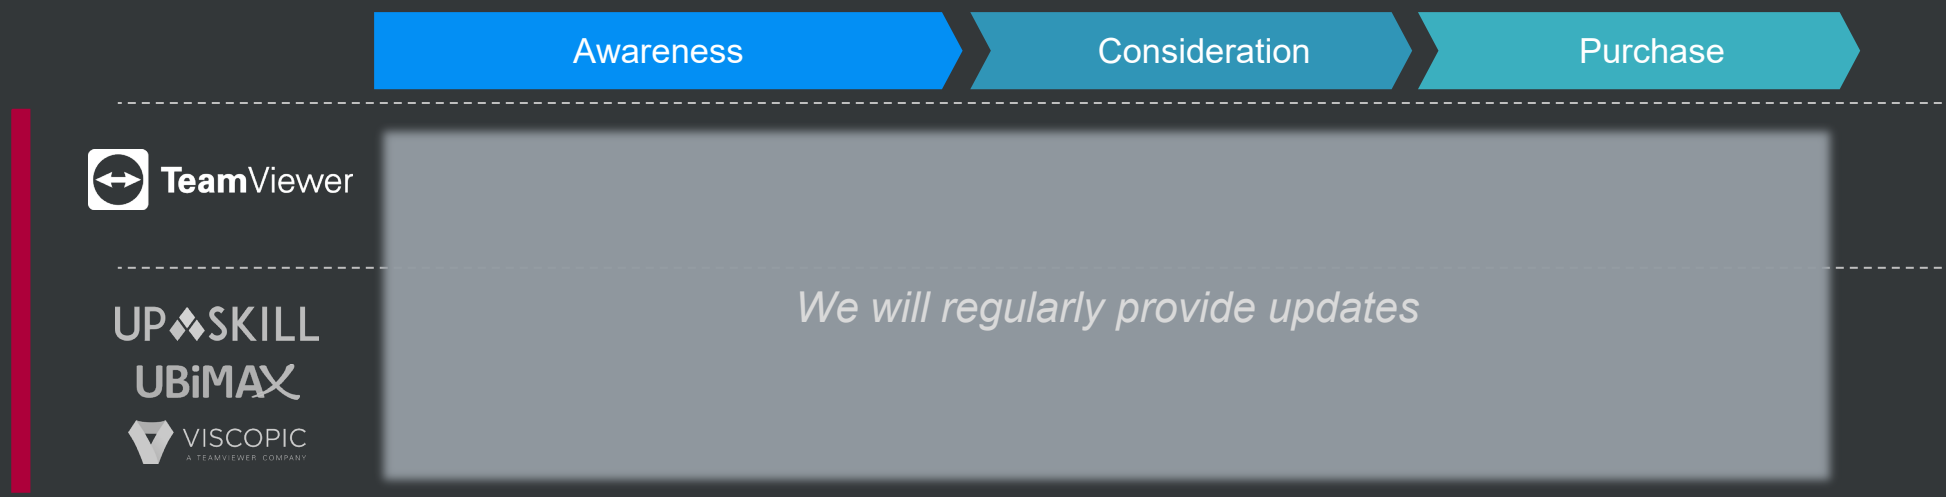 Awareness
Consideration
Purchase
TeamViewer
We will regularly provide updates
UPSKILL
UBiMAX
VISCOPIC
A TEAMVIEWER COMPANY